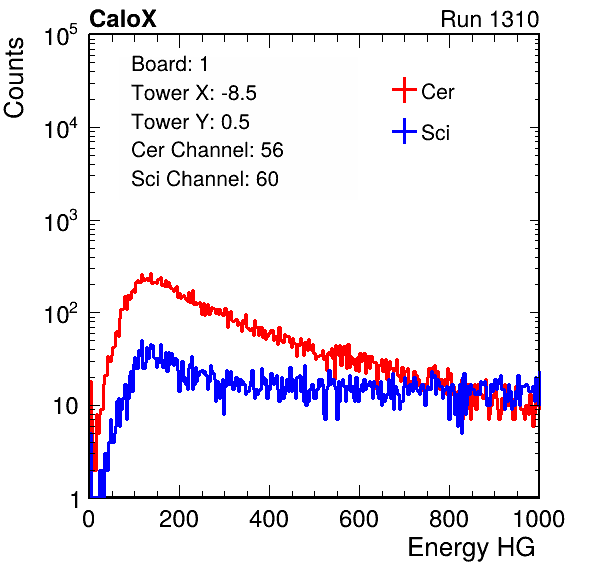 CaloX Run 1310
Counts
Board: 1
Tower X: -8.5
Tower Y: 0.5
Cer Channel: 56
Sci Channel: 60
Cer
Sci
10^5
10^4
10^3
10^2
10
1
0 200 400 600 800 1000
Energy HG